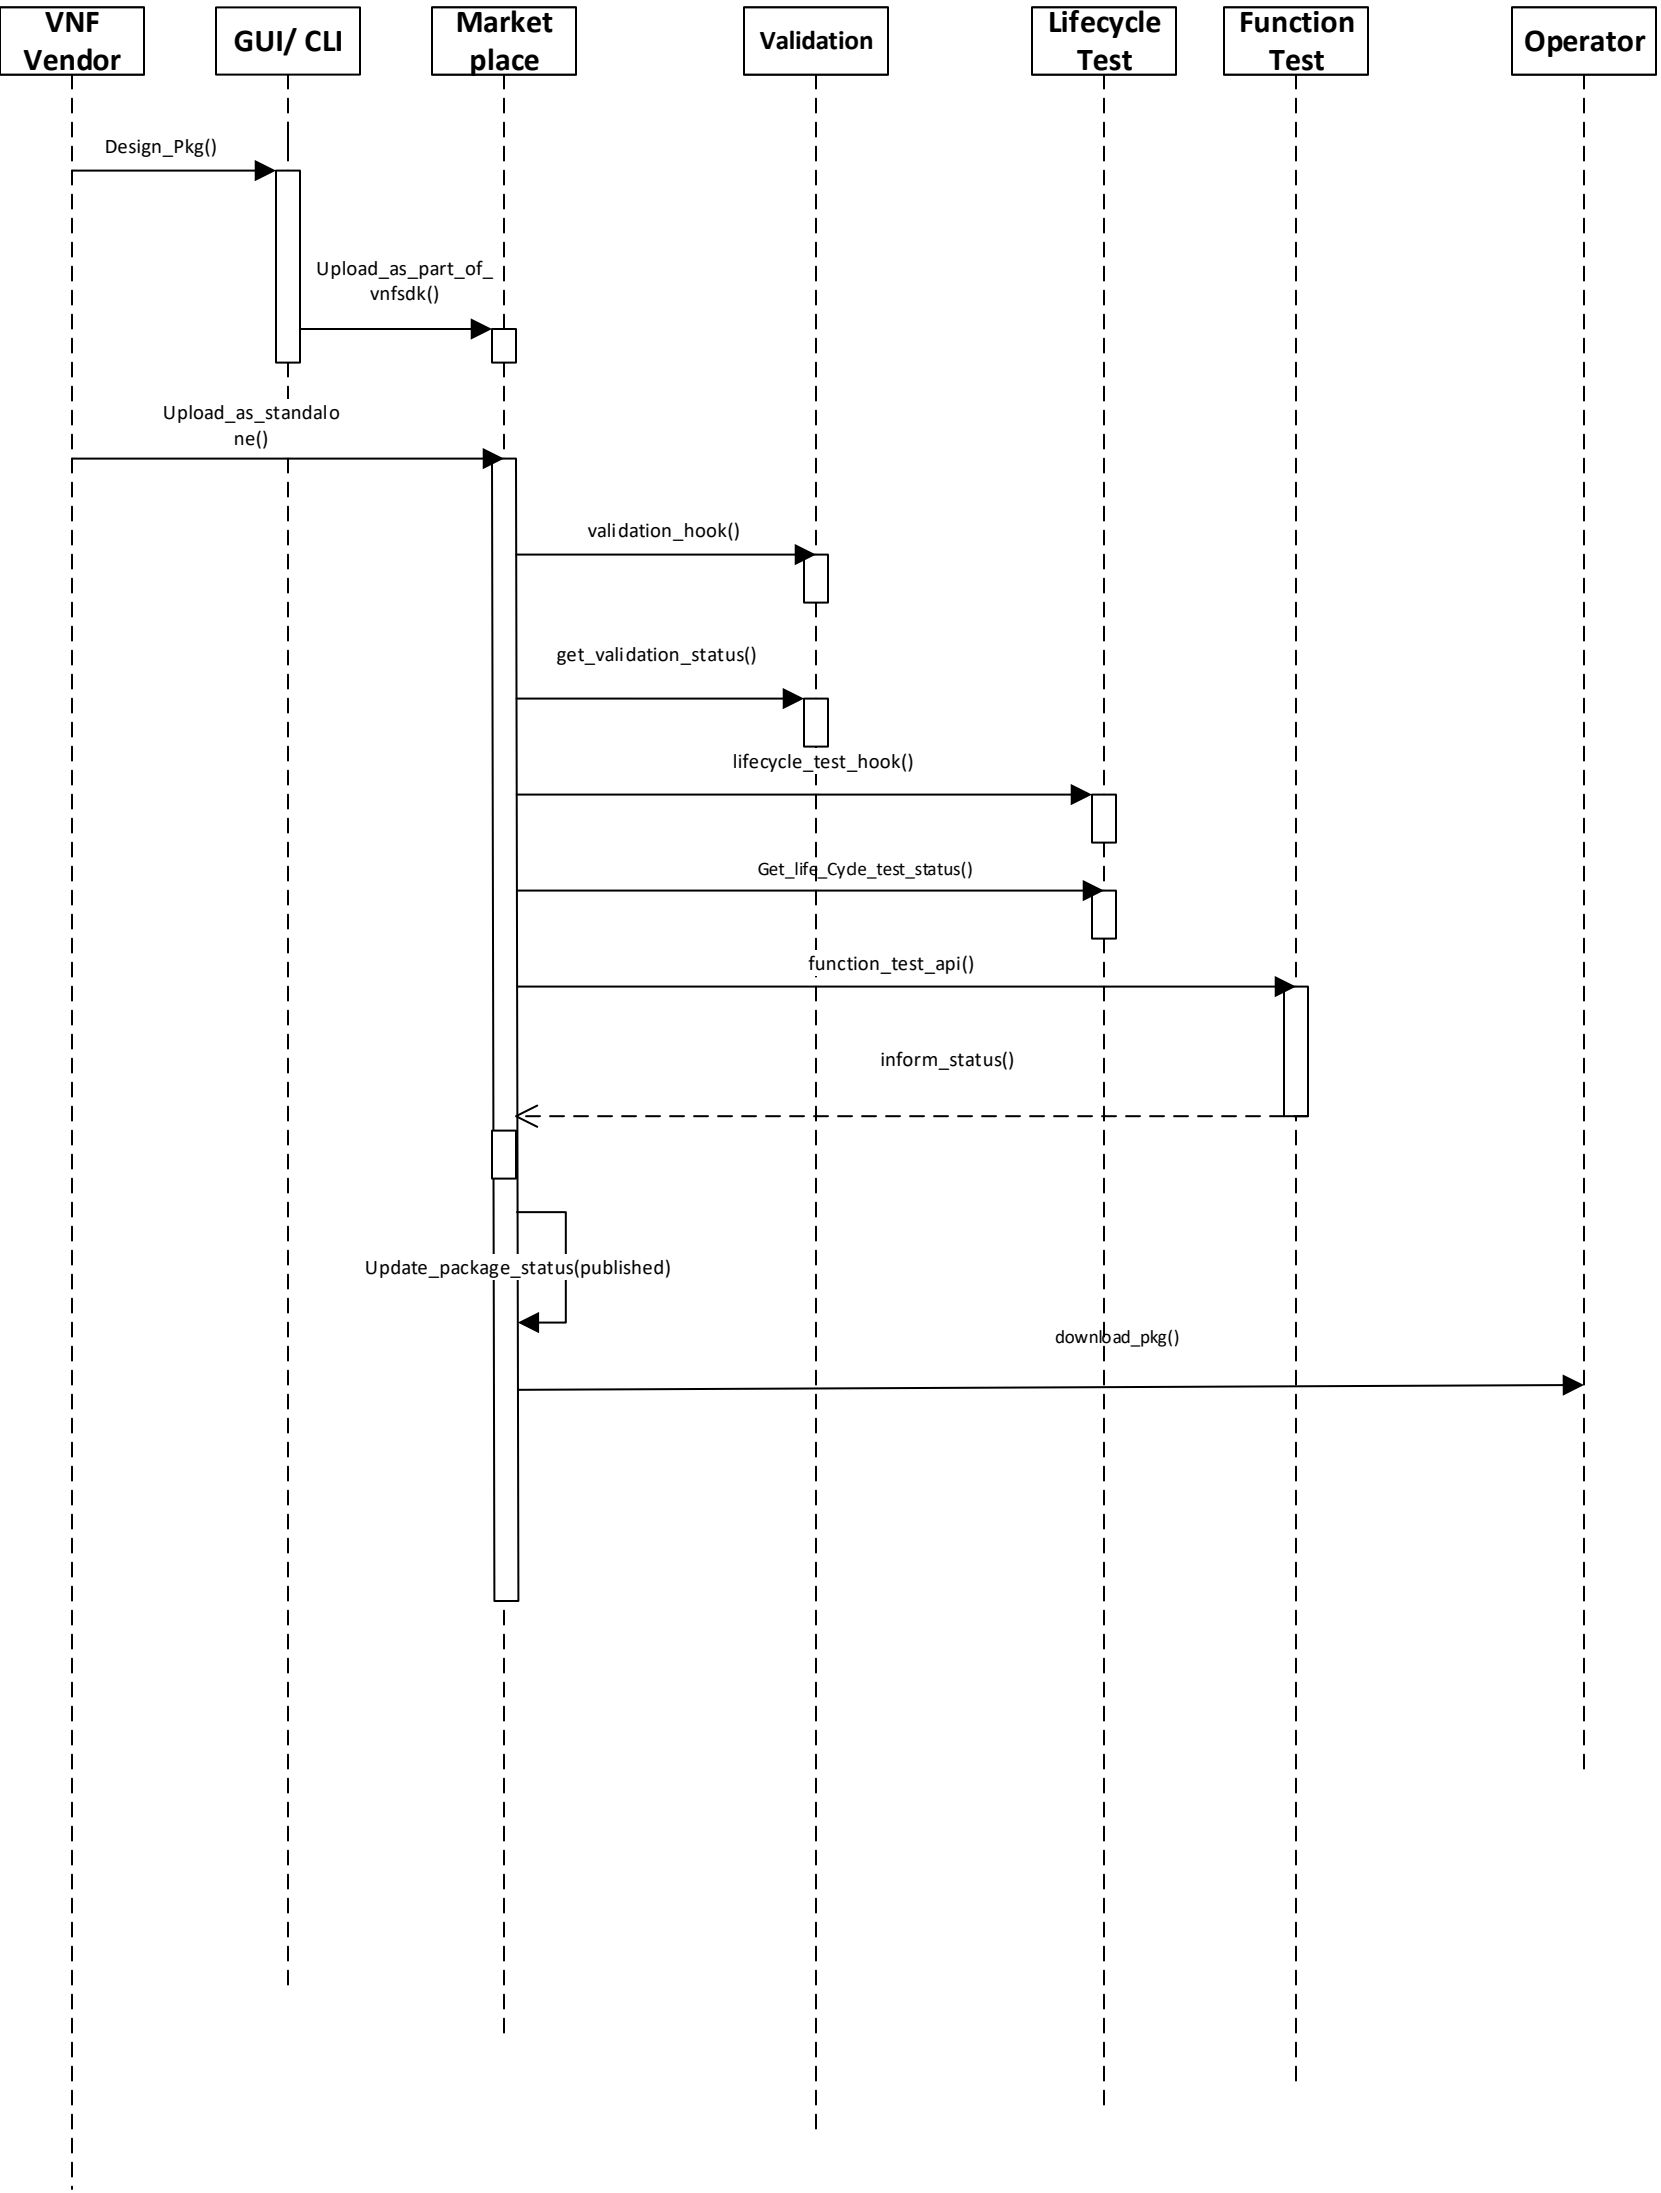 VNF
Vendor
GUI/ CLI
Market
place
Validation
Lifecycle
Test
Function
Test
Operator
Design_Pkg()
Upload_as_part_of_
vnfsdk()
Upload_as_standalo
ne()
validation_hook()
get_validation_status()
lifecycle_test_hook()
Get_life_Cycle_test_status()
function_test_api()
inform_status()
Update_package_status(published)
download_pkg()